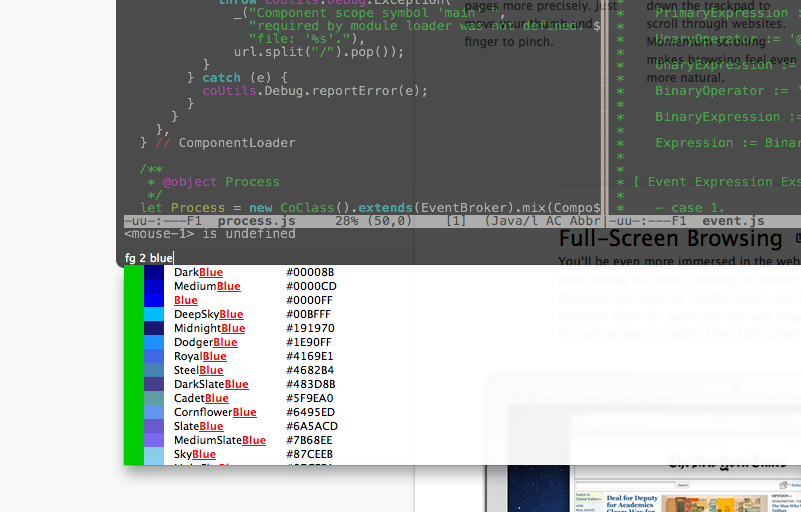 throw coUtils.Debug.Exception(
_("Component scope symbol 'main' ",
"required by module loader was not defined. $
"file: '%s'."),
url.split("/").pop());
}
} catch (e) {
coUtils.Debug.reportError(e);
}
}
},
} // ComponentLoader
/**
* @object Process
*/
let Process = new CoClass().extends(EventBroker).mix(Compo$
-uu-:---F1 process.js 28% (50,0) [1] (Java/l AC Abbr
<mouse-1> is undefined
pages more precisely. Just
move your thumb and
finger to pinch.
down the trackpad to
scroll through websites.
Momentum scrolling
makes browsing feel even
more natural.
* PrimaryExpression :
* UnaryOperator := '@
* UnaryExpression :=
*
* BinaryOperator := '
*
* BinaryExpression :=
*
* Expression := Binar
*
*
* [ Event Expression Exs
*
* ~ case 1.
-uu-:---F1 event.js
Full-Screen Browsing
You'll be even more immersed in the web
fg 2 blue
DarkBlue #00008B
MediumBlue #0000CD
Blue #0000FF
DeepSkyBlue #00BFFF
MidnightBlue #191970
DodgerBlue #1E90FF
RoyalBlue #4169E1
SteelBlue #4682B4
DarkSlateBlue #483D8B
CadetBlue #5F9EA0
CornflowerBlue #6495ED
SlateBlue #6A5ACD
MediumSlateBlue #7B68EE
SkyBlue #87CEEB
Deal for Deputy
for Academics
OPINION »